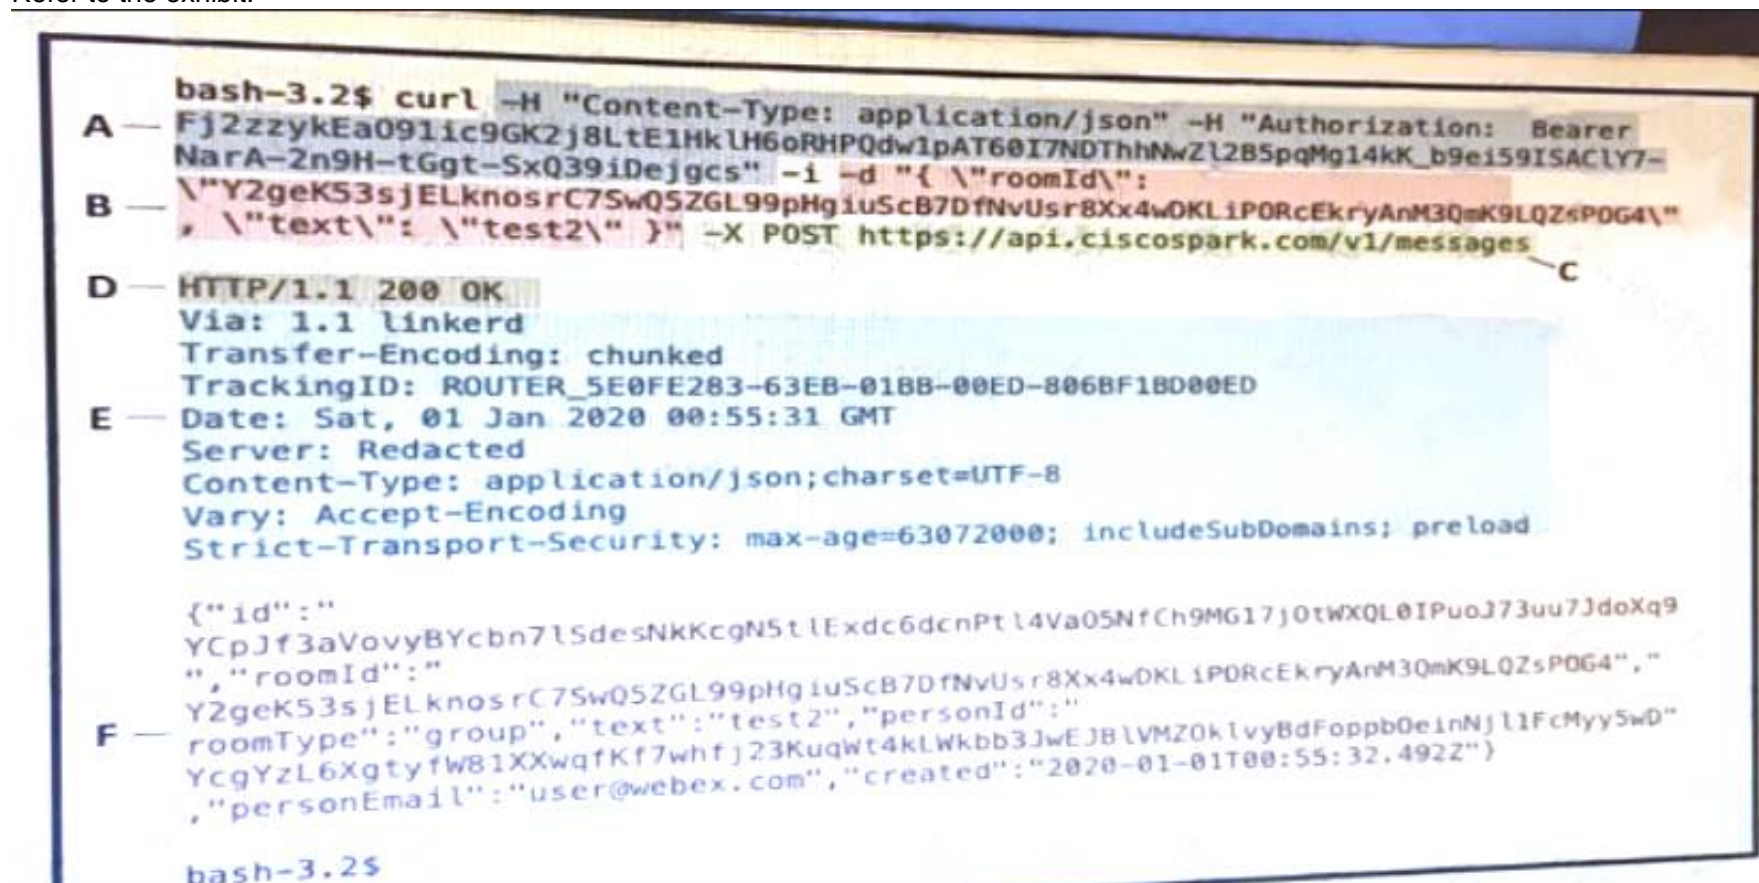 Refer to the exhibit.
bash-3.2$ curl -H "Content-Type: application/json" -H "Authorization: Bearer
A — Fj2zzykEa091ic9GK2j8LtE1HklH6oRHPQdw1pAT60I7NDThhNwZl2B5pqMg14kK_b9ei59ISAClY7-
NarA-2n9H-tGgt-SxQ39iDejgcs" -i -d "{ \"roomId\":
B — \"Y2geK53sjELknosrC7SwQ5ZGL99pHgiuScB7DfNvUsr8Xx4wDKLiPORcEkryAnM3QmK9LQZsPOG4\"
, \"text\": \"test2\" }" -X POST https://api.ciscospark.com/v1/messages
C
D — HTTP/1.1 200 OK
Via: 1.1 linkerd
Transfer-Encoding: chunked
TrackingID: ROUTER_5E0FE283-63EB-01BB-00ED-806BF1BD00ED
E — Date: Sat, 01 Jan 2020 00:55:31 GMT
Server: Redacted
Content-Type: application/json;charset=UTF-8
Vary: Accept-Encoding
Strict-Transport-Security: max-age=63072000; includeSubDomains; preload
{"id":"
YCpJf3aVovyBYcbn7lSdesNkKcgN5tlExdc6dcnPtl4VaO5NfCh9MG17jOtWXQL0IPuoJ73uu7JdoXq9
","roomId":"
Y2geK53sjELknosrC7SwQ5ZGL99pHgiuScB7DfNvUsr8Xx4wDKLiPORcEkryAnM3QmK9LQZsPOG4","
F — roomType":"group","text":"test2","personId":"
YcgYzL6XgtyfW81XXwqfKf7whfj23KuqWt4kLWkbb3JwEJBlVMZOklvyBdFoppbOeinNjl1FcMyy5wD"
,"personEmail":"user@webex.com","created":"2020-01-01T00:55:32.492Z"}
bash-3.2$